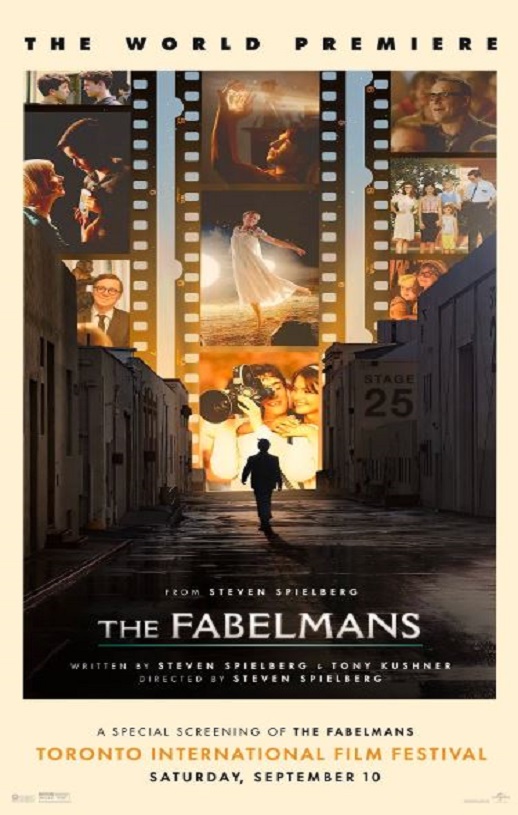 THE WORLD PREMIERE
STAGE
25
FROM STEVEN SPIELBERG
THE FABELMANS
WRITTEN BY STEVEN SPIELBERG & TONY KUSHNER
DIRECTED BY STEVEN SPIELBERG
A SPECIAL SCREENING OF THE FABELMANS
TORONTO INTERNATIONAL FILM FESTIVAL
SATURDAY, SEPTEMBER 10